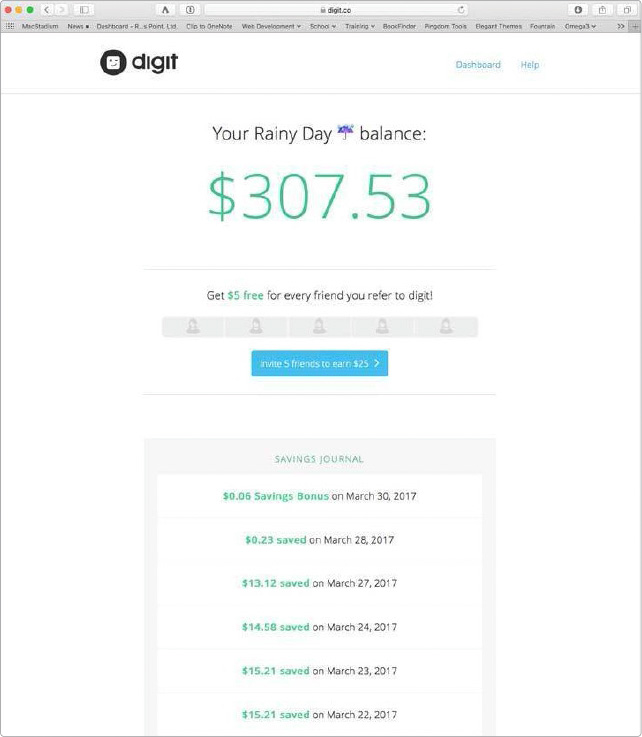 digit.co
MacStadium News Dashboard - R...s Point, Ltd. Clip to OneNote Web Development School Training BookFinder Pingdom Tools Elegant Themes Fountain Omega3 >>
digit Dashboard Help
Your Rainy Day ☔ balance:
$307.53
Get $5 free for every friend you refer to digit!
Invite 5 friends to earn $25 >
SAVINGS JOURNAL
$0.06 Savings Bonus on March 30, 2017
$0.23 saved on March 28, 2017
$13.12 saved on March 27, 2017
$14.58 saved on March 24, 2017
$15.21 saved on March 23, 2017
$15.21 saved on March 22, 2017